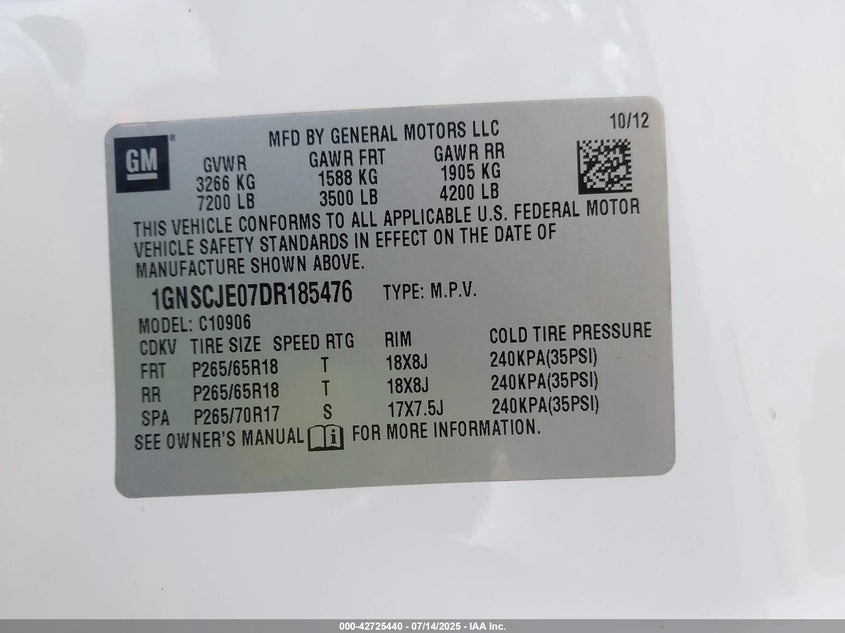 GM®
MFD BY GENERAL MOTORS LLC 10/12
GVWR GAWR FRT GAWR RR
3266 KG 1588 KG 1905 KG
7200 LB 3500 LB 4200 LB
THIS VEHICLE CONFORMS TO ALL APPLICABLE U.S. FEDERAL MOTOR
VEHICLE SAFETY STANDARDS IN EFFECT ON THE DATE OF
MANUFACTURE SHOWN ABOVE.
1GNSCJE07DR185476 TYPE: M.P.V.
MODEL: C10906
CDKV TIRE SIZE SPEED RTG RIM COLD TIRE PRESSURE
FRT P265/65R18 T 18X8J 240KPA(35PSI)
RR P265/65R18 T 18X8J 240KPA(35PSI)
SPA P265/70R17 S 17X7.5J 240KPA(35PSI)
SEE OWNER'S MANUAL FOR MORE INFORMATION.
000-42725440 - 07/14/2025 - IAA Inc.